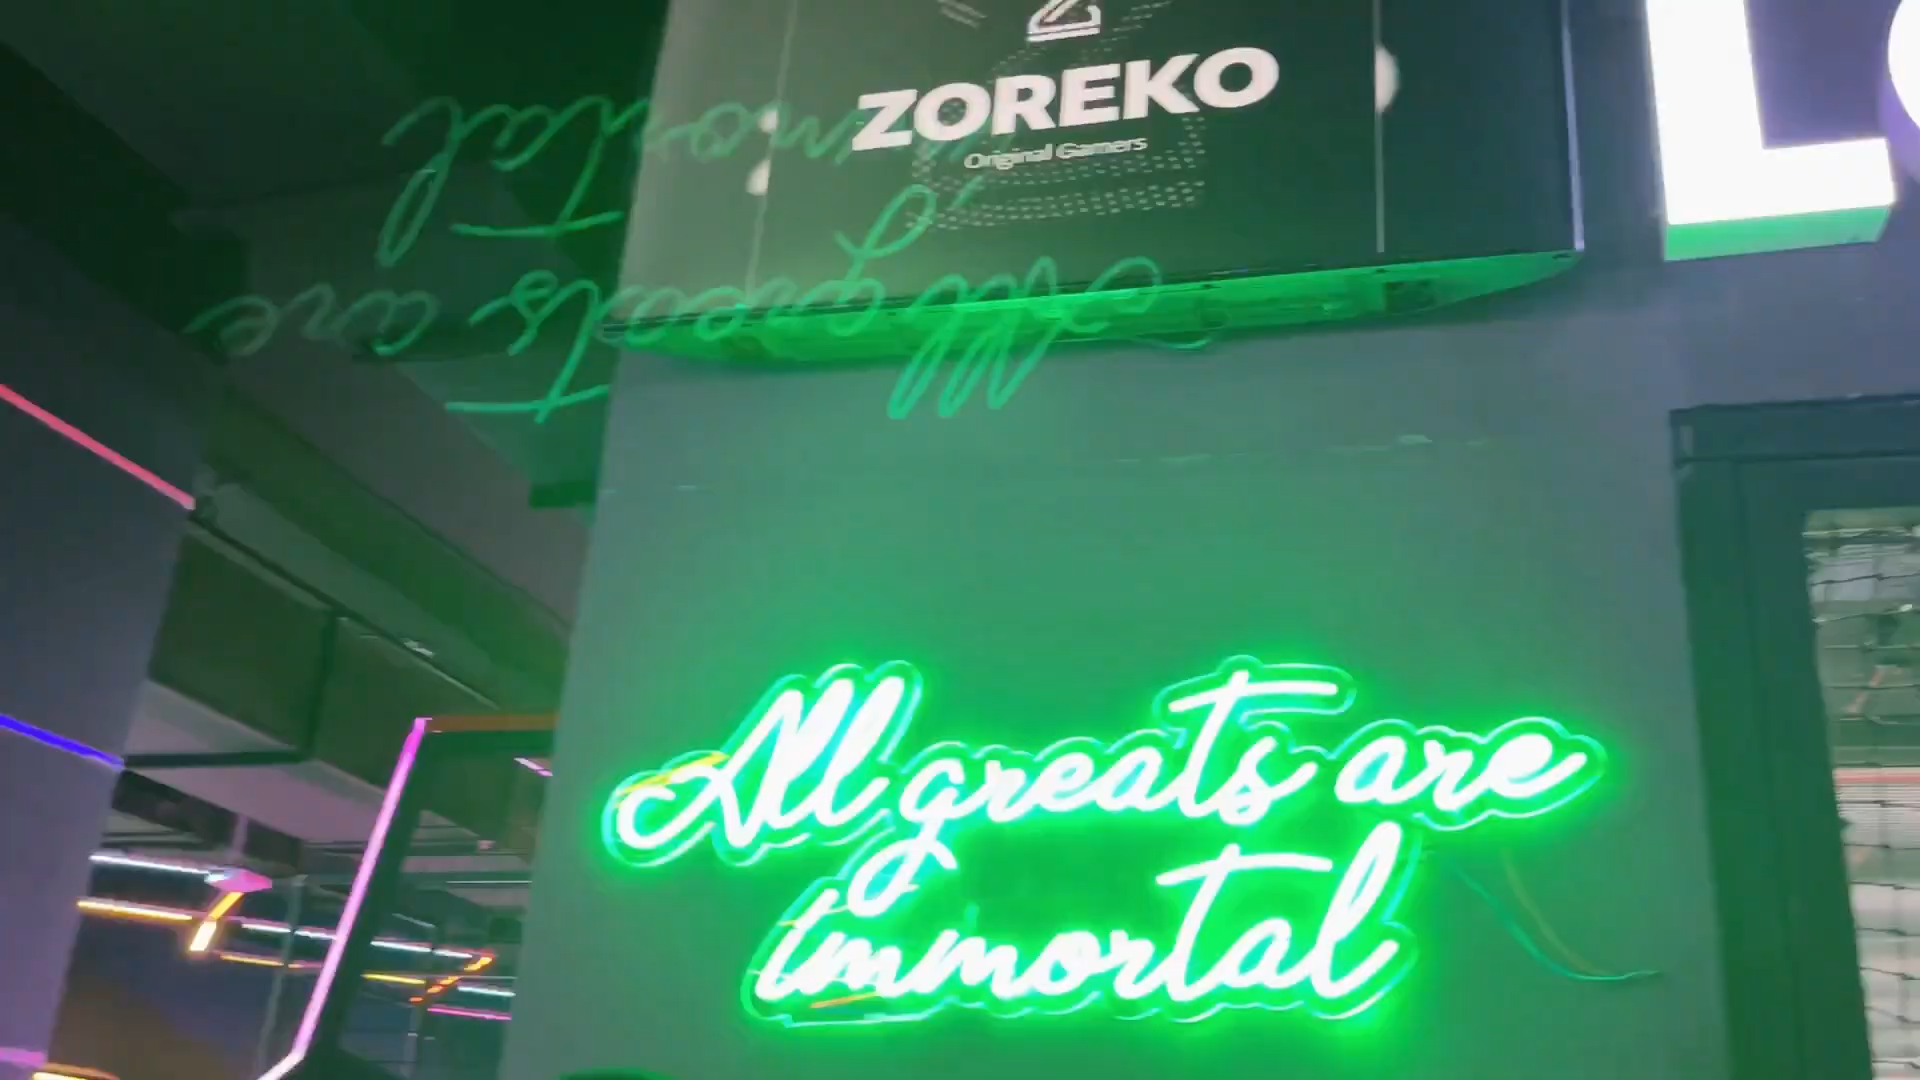 ZOREKO
Original Gamers
All greats are
immortal